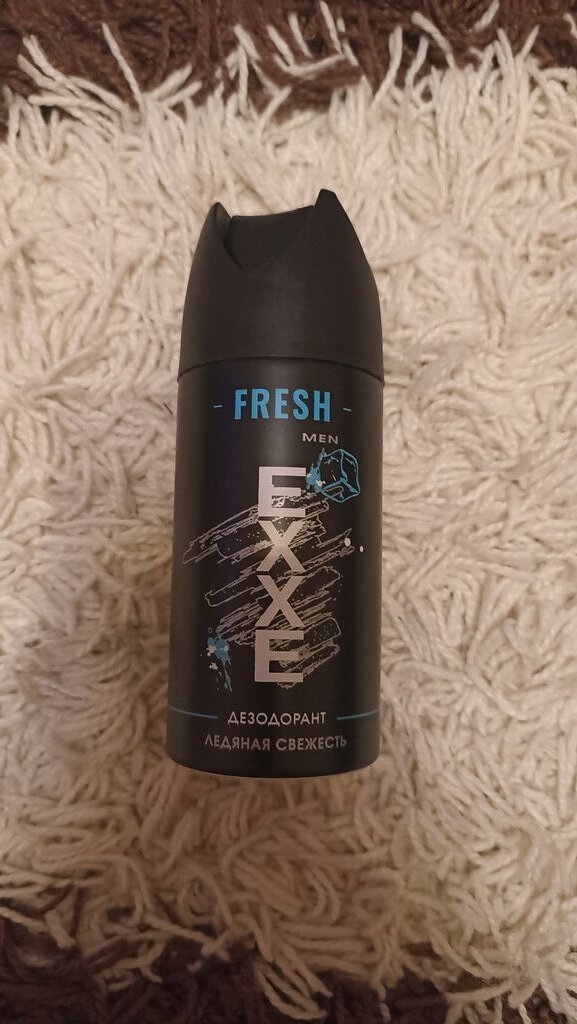 - FRESH -
MEN
EXXE
ДЕЗОДОРАНТ
ЛЕДЯНАЯ СВЕЖЕСТЬ